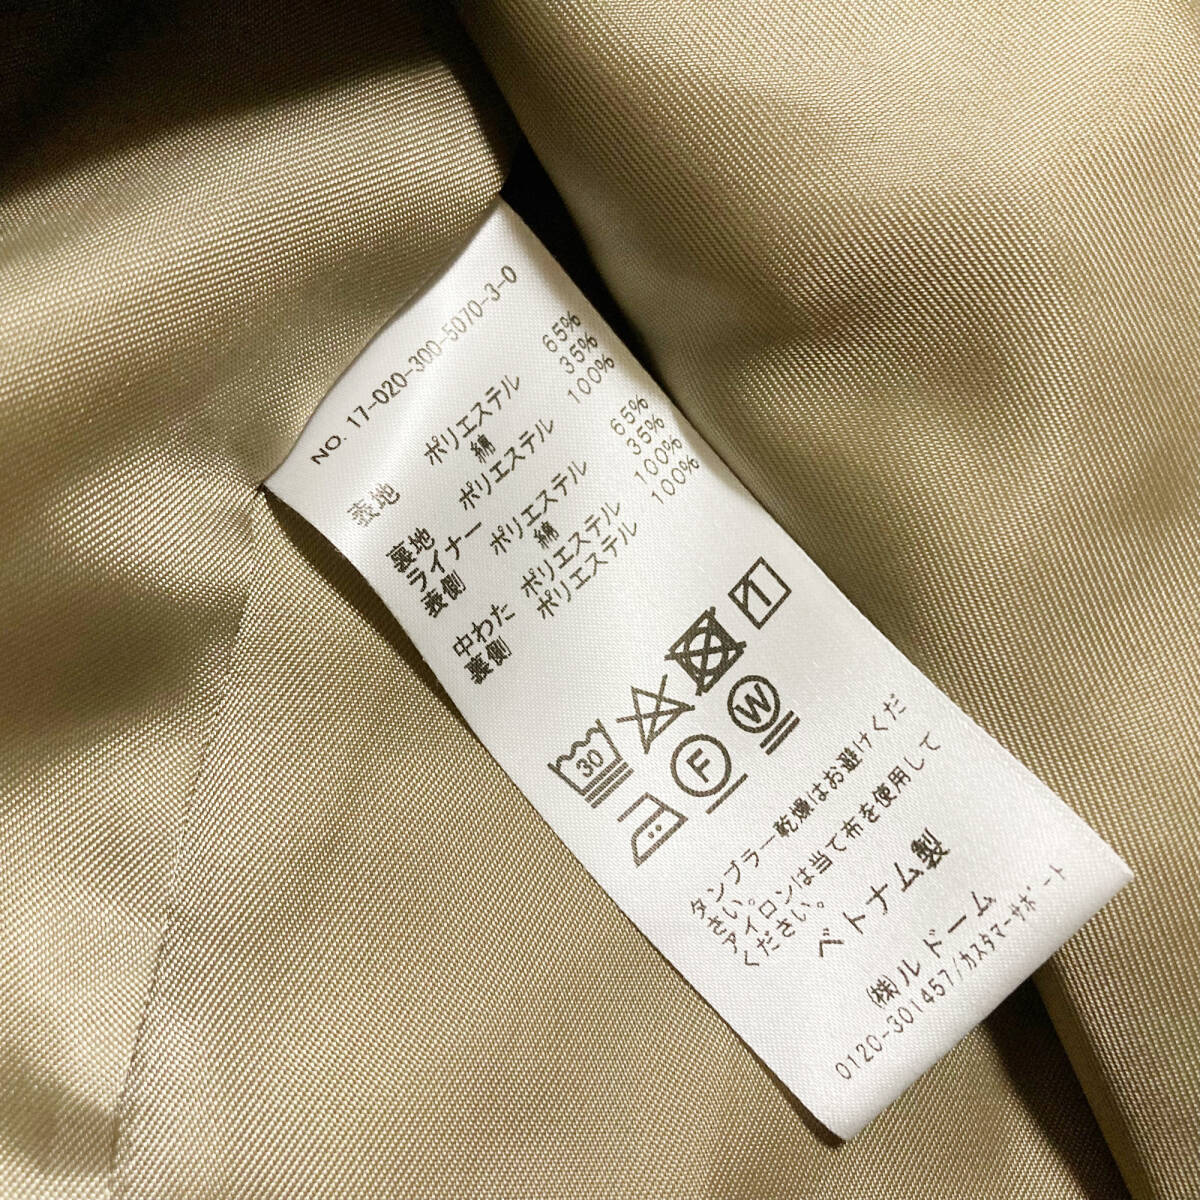 NO. 17-020-300-5070-3-0
表地 ポリエステル 65%
綿 35%
裏地 ポリエステル 100%
ライナー
表側 ポリエステル 65%
綿 35%
中わた ポリエステル 100%
裏側 ポリエステル 100%
30
F
W
タンブラー乾燥はお避けくだ
さい。
アイロンは当て布を使用して
ください。
ベトナム製
㈱ルドーム
0120-301457/カスタマーサポート